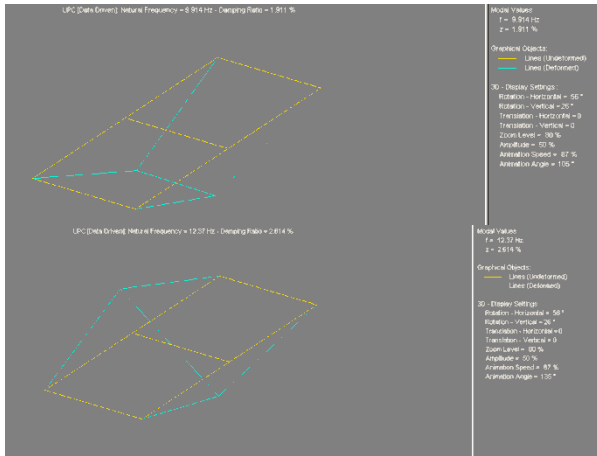 UPC [Data Driven]: Natural Frequency = 9.914 Hz - Damping Ratio = 1.911 %
Modal Values
f = 9.914 Hz
z = 1.911 %
Graphical Objects:
Lines (Undeformed)
Lines (Deformed)
3D - Display Settings :
Rotation - Horizontal = 56 °
Rotation - Vertical = 26 °
Translation - Horizontal = 0
Translation - Vertical = 0
Zoom Level = 80 %
Amplitude = 50 %
Animation Speed = 87 %
Animation Angle =
UPC [Data Driven]: Natural Frequency = 12.37 Hz - Damping Ratio = 2.614 %
Modal Values
f = 12.37 Hz
z = 2.614 %
Graphical Objects:
Lines (Undeformed)
Lines (Deformed)
3D - Display Settings
Rotation - Horizontal = 56 °
Rotation - Vertical = 26 °
Translation - Horizontal = 0
Translation - Vertical = 0
Zoom Level = 80 %
Amplitude = 50 %
Animation Speed = 87 %
Animation Angle = 135 °